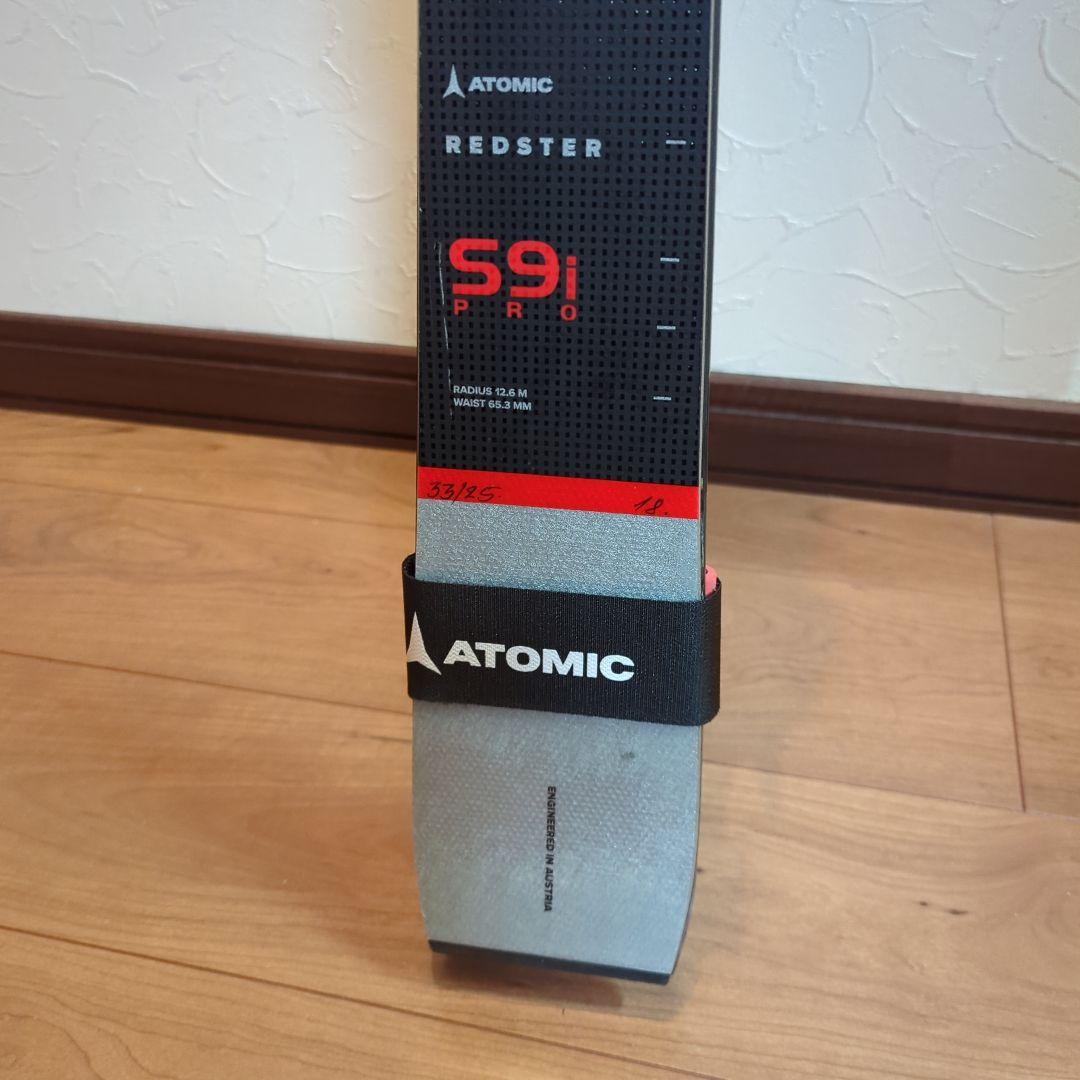 ATOMIC
REDSTER
S9i
PRO
RADIUS 12.6 M
WAIST 65.3 MM
33/25. 18.
ATOMIC
ENGINEERED IN AUSTRIA